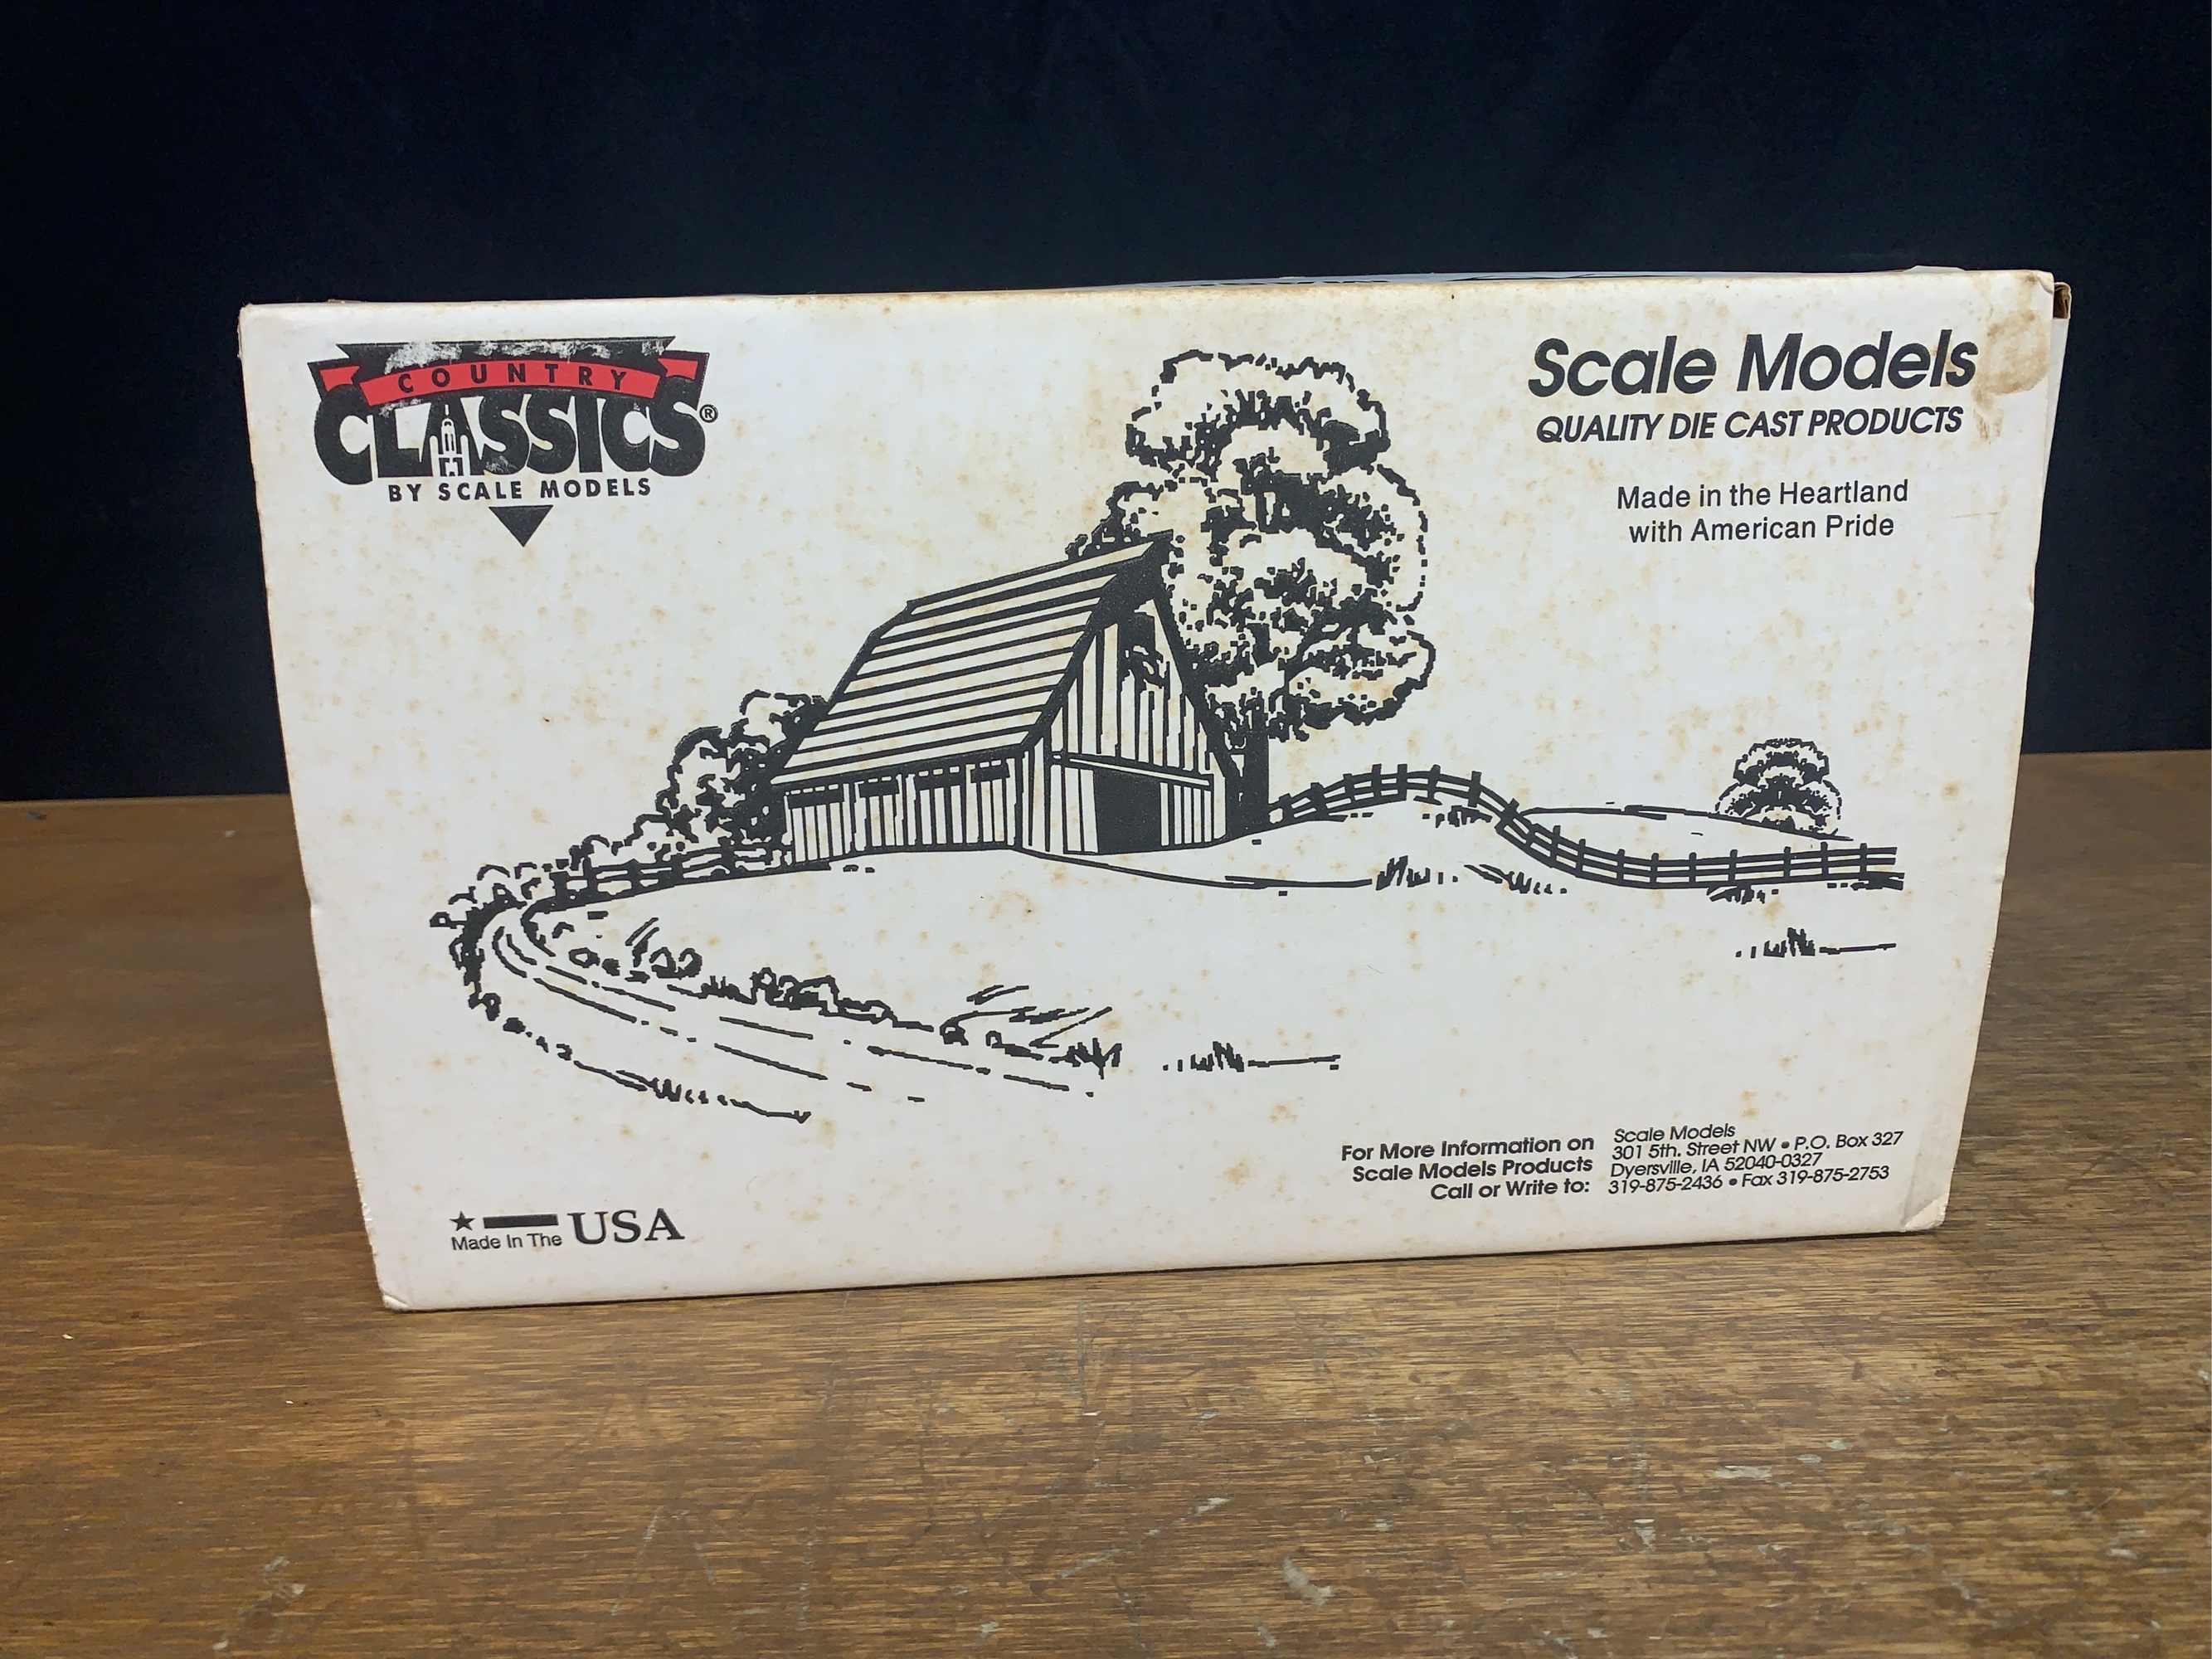 COUNTRY
CLASSICS®
BY SCALE MODELS
Scale Models
QUALITY DIE CAST PRODUCTS
Made in the Heartland
with American Pride
For More Information on
Scale Models Products
Call or Write to:
Scale Models
301 5th. Street NW • P.O. Box 327
Dyersville, IA 52040-0327
319-875-2436 • Fax 319-875-2753
Made In The USA